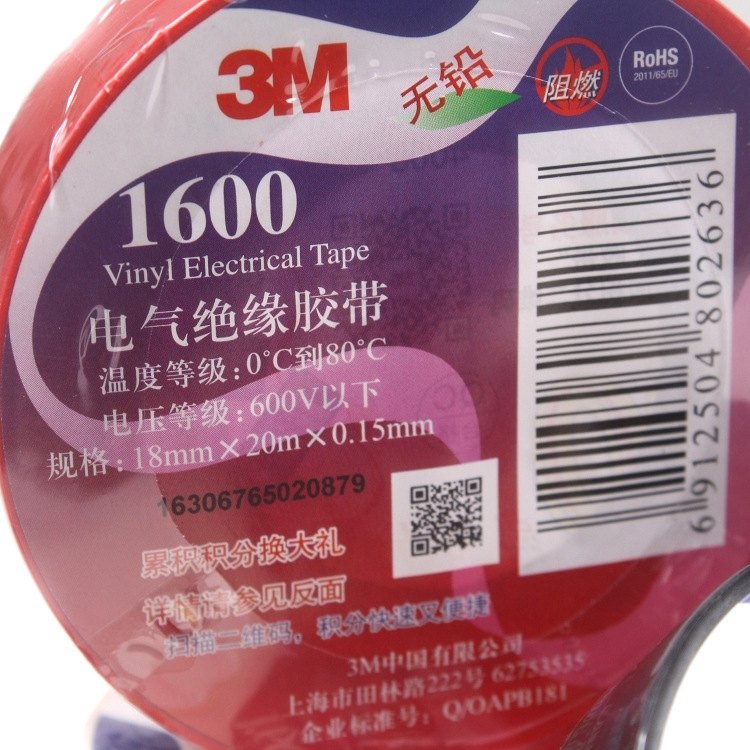 3M
无铅
阻燃
RoHS
2011/65/EU
1600
Vinyl Electrical Tape
电气绝缘胶带
温度等级:0°C到80°C
电压等级:600V以下
规格:18mm×20m×0.15mm
16306765020879
累积积分换大礼
详情请参见反面
扫描二维码，积分快速又便捷
3M中国有限公司
上海市田林路222号 62753535
企业标准号:Q/OAPB181
6 912504 802636